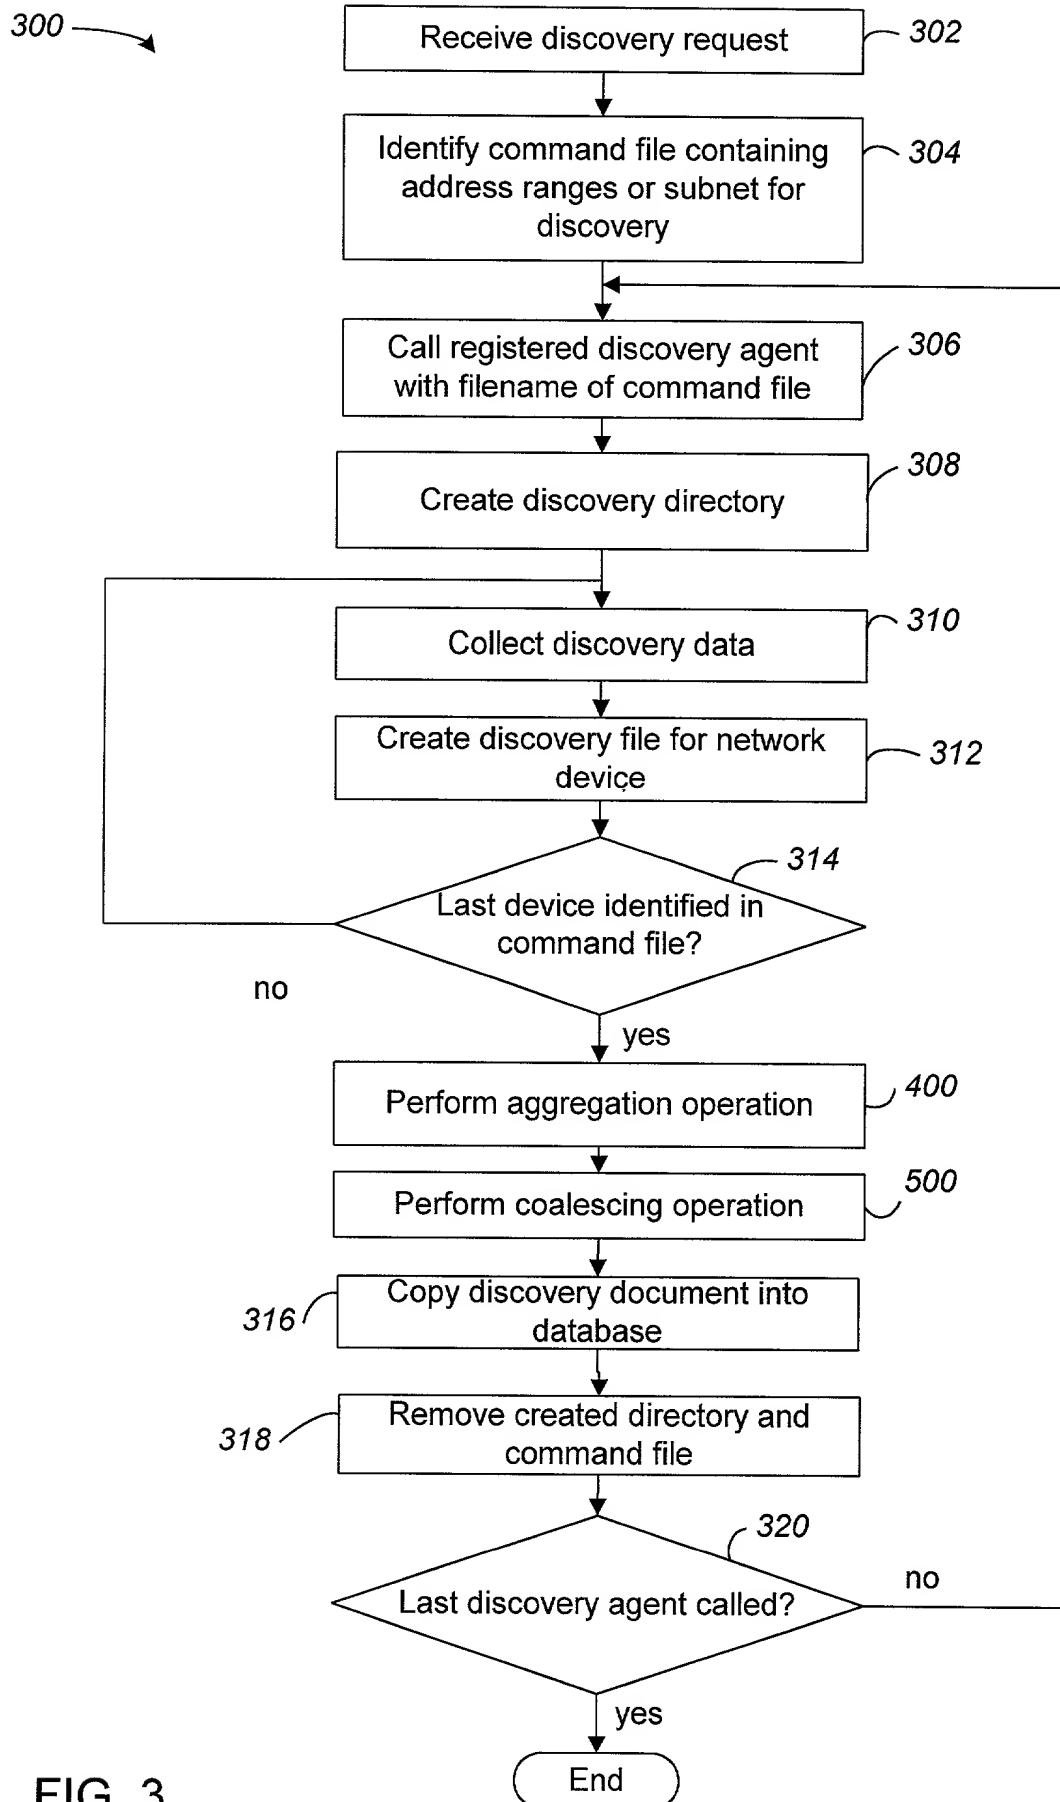 300
Receive discovery request
302
Identify command file containing
address ranges or subnet for
discovery
304
Call registered discovery agent
with filename of command file
306
Create discovery directory
308
Collect discovery data
310
Create discovery file for network
device
312
314
Last device identified in
command file?
no
yes
Perform aggregation operation
400
Perform coalescing operation
500
Copy discovery document into
database
316
Remove created directory and
command file
318
320
Last discovery agent called?
no
yes
End
FIG. 3